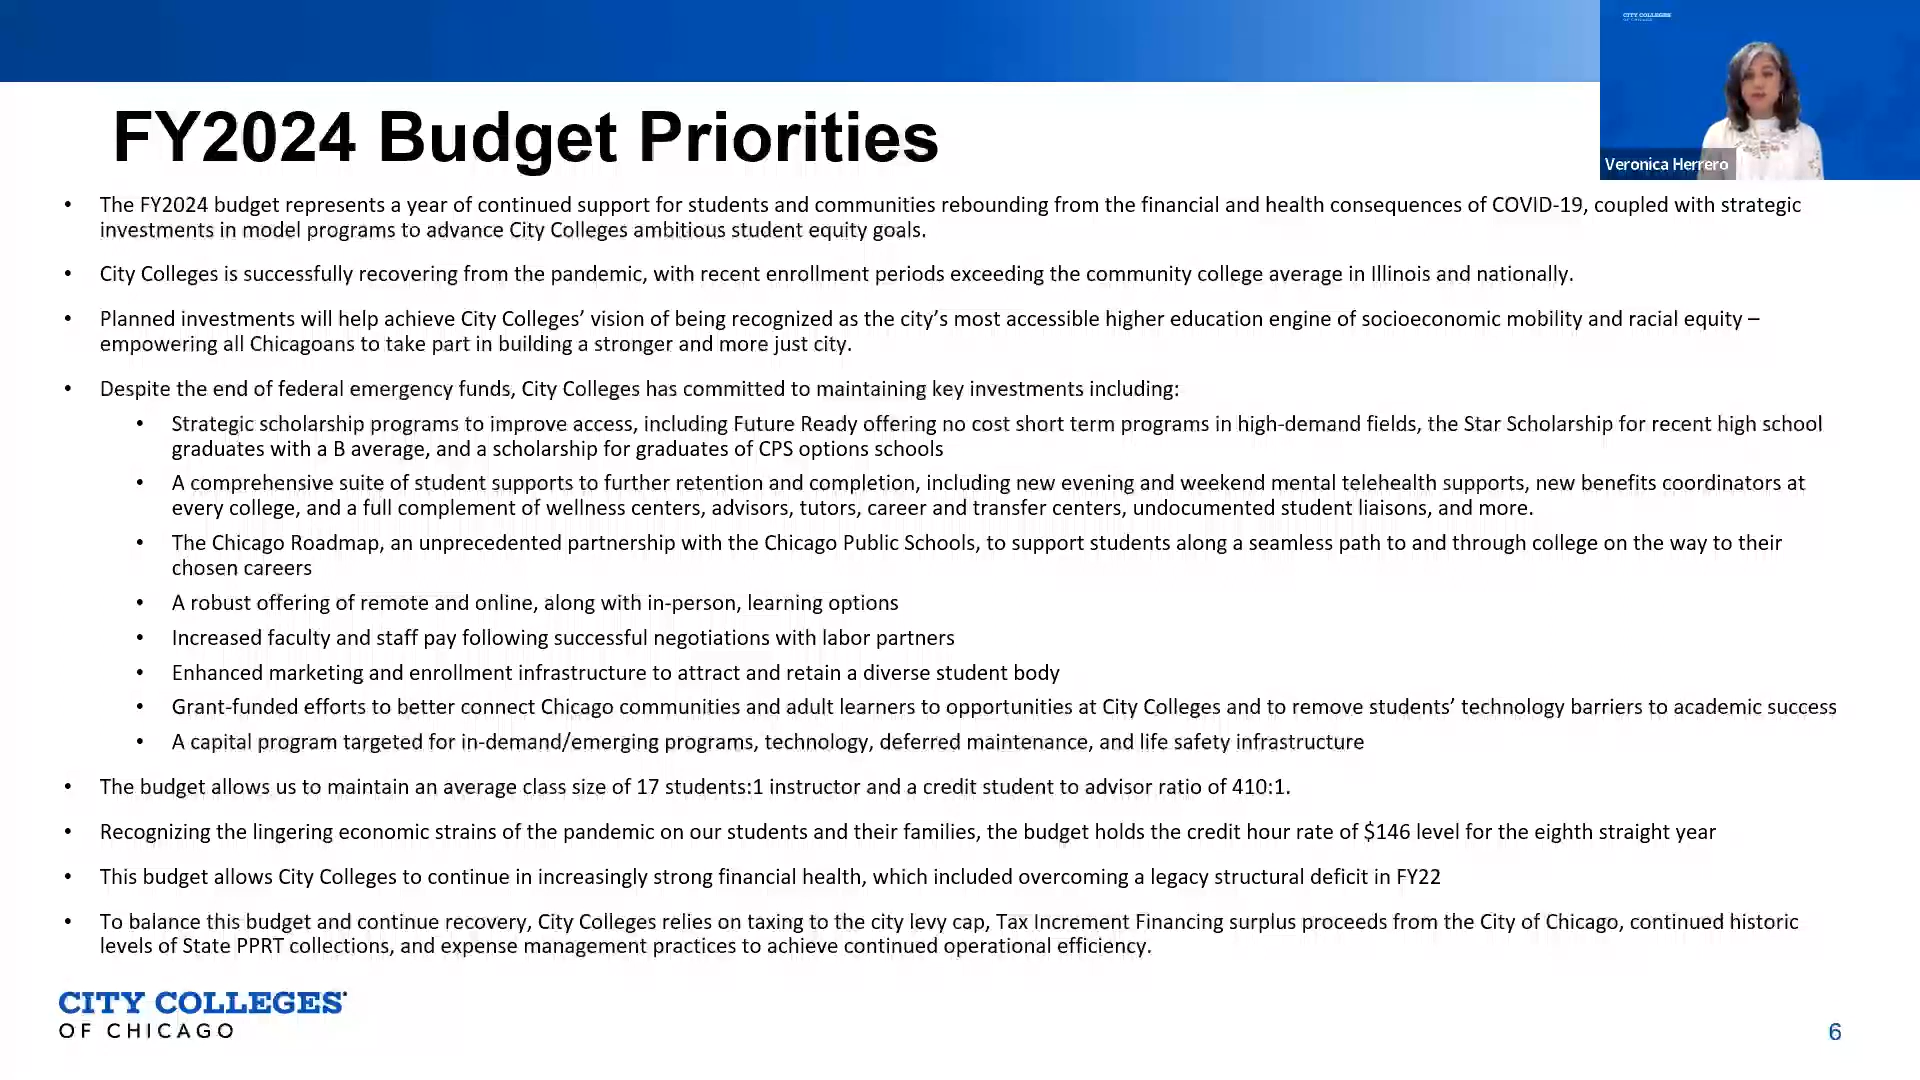 CITY COLLEGES
OF CHICAGO
Veronica Herrero
FY2024 Budget Priorities
• The FY2024 budget represents a year of continued support for students and communities rebounding from the financial and health consequences of COVID-19, coupled with strategic
investments in model programs to advance City Colleges ambitious student equity goals.
• City Colleges is successfully recovering from the pandemic, with recent enrollment periods exceeding the community college average in Illinois and nationally.
• Planned investments will help achieve City Colleges’ vision of being recognized as the city’s most accessible higher education engine of socioeconomic mobility and racial equity –
empowering all Chicagoans to take part in building a stronger and more just city.
• Despite the end of federal emergency funds, City Colleges has committed to maintaining key investments including:
• Strategic scholarship programs to improve access, including Future Ready offering no cost short term programs in high-demand fields, the Star Scholarship for recent high school
graduates with a B average, and a scholarship for graduates of CPS options schools
• A comprehensive suite of student supports to further retention and completion, including new evening and weekend mental telehealth supports, new benefits coordinators at
every college, and a full complement of wellness centers, advisors, tutors, career and transfer centers, undocumented student liaisons, and more.
• The Chicago Roadmap, an unprecedented partnership with the Chicago Public Schools, to support students along a seamless path to and through college on the way to their
chosen careers
• A robust offering of remote and online, along with in-person, learning options
• Increased faculty and staff pay following successful negotiations with labor partners
• Enhanced marketing and enrollment infrastructure to attract and retain a diverse student body
• Grant-funded efforts to better connect Chicago communities and adult learners to opportunities at City Colleges and to remove students’ technology barriers to academic success
• A capital program targeted for in-demand/emerging programs, technology, deferred maintenance, and life safety infrastructure
• The budget allows us to maintain an average class size of 17 students:1 instructor and a credit student to advisor ratio of 410:1.
• Recognizing the lingering economic strains of the pandemic on our students and their families, the budget holds the credit hour rate of $146 level for the eighth straight year
• This budget allows City Colleges to continue in increasingly strong financial health, which included overcoming a legacy structural deficit in FY22
• To balance this budget and continue recovery, City Colleges relies on taxing to the city levy cap, Tax Increment Financing surplus proceeds from the City of Chicago, continued historic
levels of State PPRT collections, and expense management practices to achieve continued operational efficiency.
CITY COLLEGES
OF CHICAGO
6